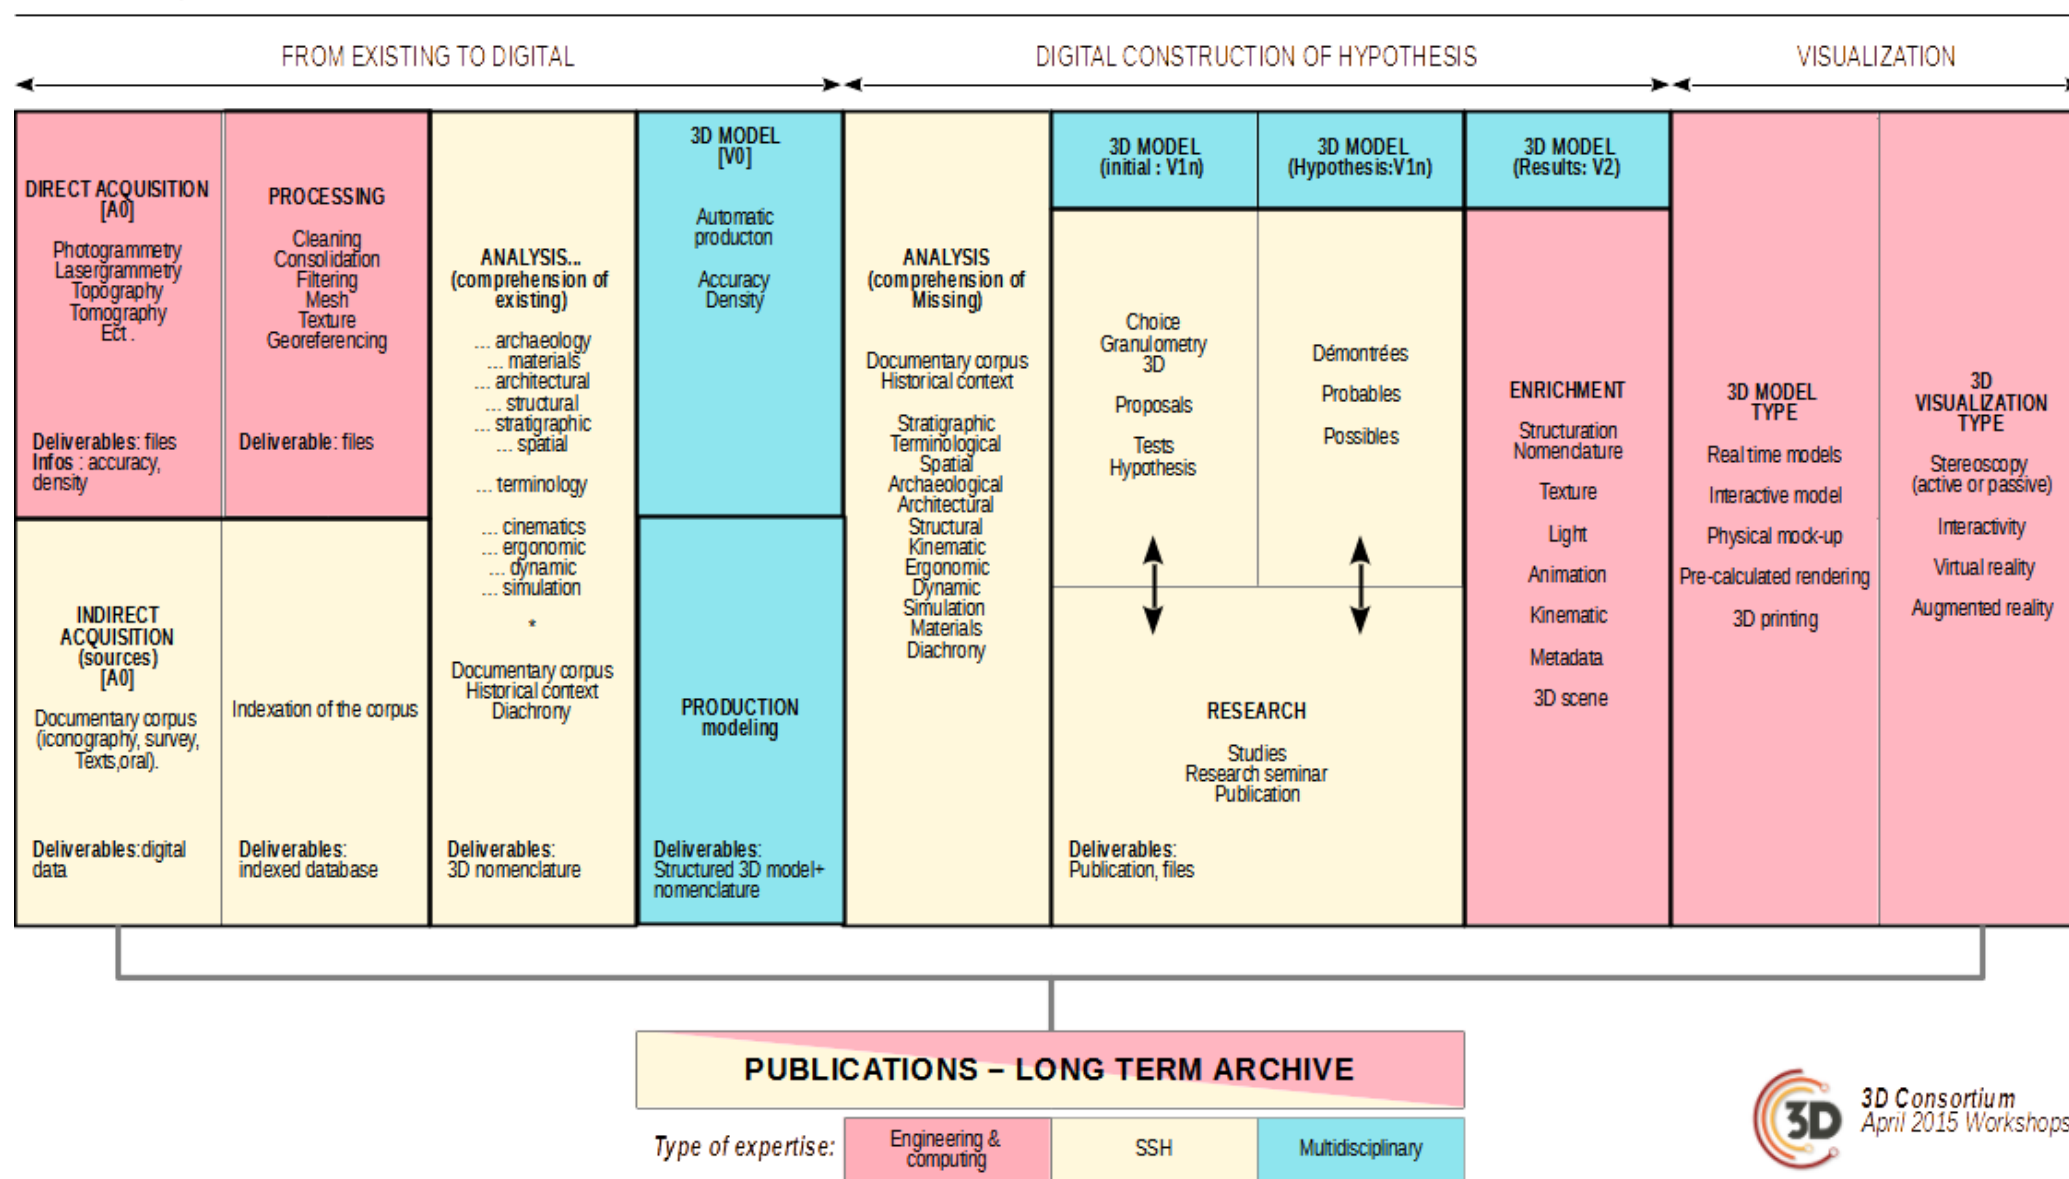 FROM EXISTING TO DIGITAL
DIGITAL CONSTRUCTION OF HYPOTHESIS
VISUALIZATION
DIRECT ACQUISITION
[A0]
Photogrammetry
Lasergrammetry
Topography
Tomography
Ect .
Deliverables: files
Infos : accuracy,
density
PROCESSING
Cleaning
Consolidation
Filtering
Mesh
Texture
Georeferencing
Deliverable: files
INDIRECT
ACQUISITION
(sources)
[A0]
Documentary corpus
(iconography, survey,
Texts,oral).
Deliverables:digital
data
Indexation of the corpus
Deliverables:
indexed database
ANALYSIS...
(comprehension of
existing)
... archaeology
... materials
... architectural
... structural
... stratigraphic
... spatial
... terminology
... cinematics
... ergonomic
... dynamic
... simulation
*
Documentary corpus
Historical context
Diachrony
Deliverables:
3D nomenclature
3D MODEL
[V0]
Automatic
producton
Accuracy
Density
PRODUCTION
modeling
Deliverables:
Structured 3D model+
nomenclature
ANALYSIS
(comprehension of
Missing)
Documentary corpus
Historical context
Stratigraphic
Terminological
Spatial
Archaeological
Architectural
Structural
Kinematic
Ergonomic
Dynamic
Simulation
Materials
Diachrony
3D MODEL
(initial : V1n)
Choice
Granulometry
3D
Proposals
Tests
Hypothesis
3D MODEL
(Hypothesis:V1n)
Démontrées
Probables
Possibles
RESEARCH
Studies
Research seminar
Publication
Deliverables:
Publication, files
3D MODEL
(Results: V2)
ENRICHMENT
Structuration
Nomenclature
Texture
Light
Animation
Kinematic
Metadata
3D scene
3D MODEL
TYPE
Real time models
Interactive model
Physical mock-up
Pre-calculated rendering
3D printing
3D
VISUALIZATION
TYPE
Stereoscopy
(active or passive)
Interactivity
Virtual reality
Augmented reality
PUBLICATIONS – LONG TERM ARCHIVE
Type of expertise:
Engineering &
computing
SSH
Multidisciplinary
3D
3D Consortium
April 2015 Workshops